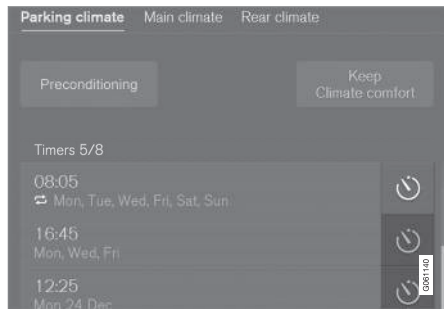 Parking climate Main climate Rear climate
Preconditioning
Keep
Climate comfort
Timers 5/8
08:05
Mon, Tue, Wed, Fri, Sat, Sun
16:45
Mon, Wed, Fri
12:25
Mon 24 Dec
G061140